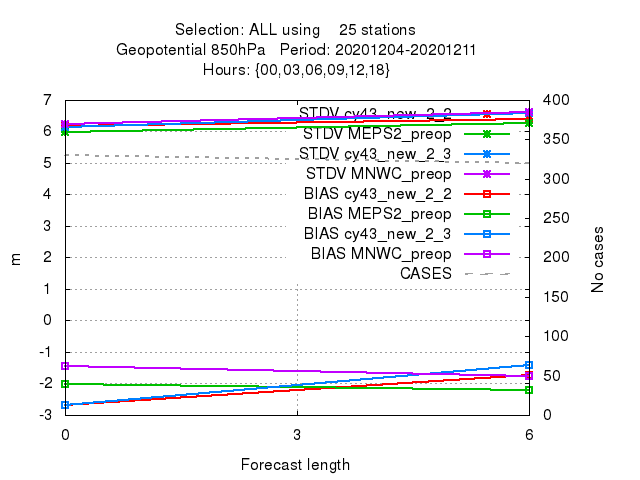 Selection: ALL using    25 stations
Geopotential 850hPa   Period: 20201204-20201211
Hours: {00,03,06,09,12,18}
7
6
5
4
3
2
1
0
-1
-2
-3
m
400
350
300
250
200
150
100
50
0
No cases
STDV cy43_new_2_2
STDV MEPS2_preop
STDV cy43_new_2_3
STDV MNWC_preop
BIAS cy43_new_2_2
BIAS MEPS2_preop
BIAS cy43_new_2_3
BIAS MNWC_preop
CASES
0 3 6
Forecast length